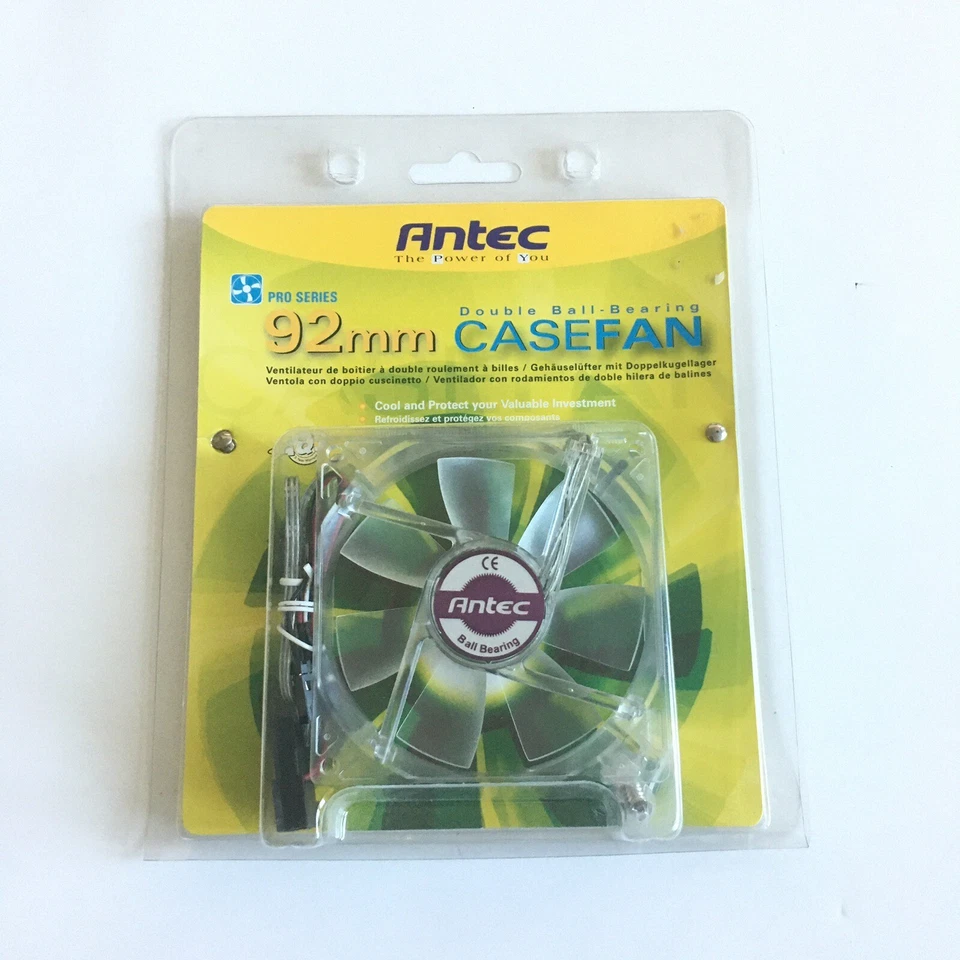 Antec
The Power of You
PRO SERIES
Double Ball-Bearing
92mm CASEFAN
Ventilateur de boîtier à double roulement à billes / Gehäuselüfter mit Doppelkugellager
Ventola con doppio cuscinetto / Ventilador con rodamientos de doble hilera de balines
Cool and Protect your Valuable Investment
Refroidissez et protégez vos composants
CE
Antec
Ball Bearing